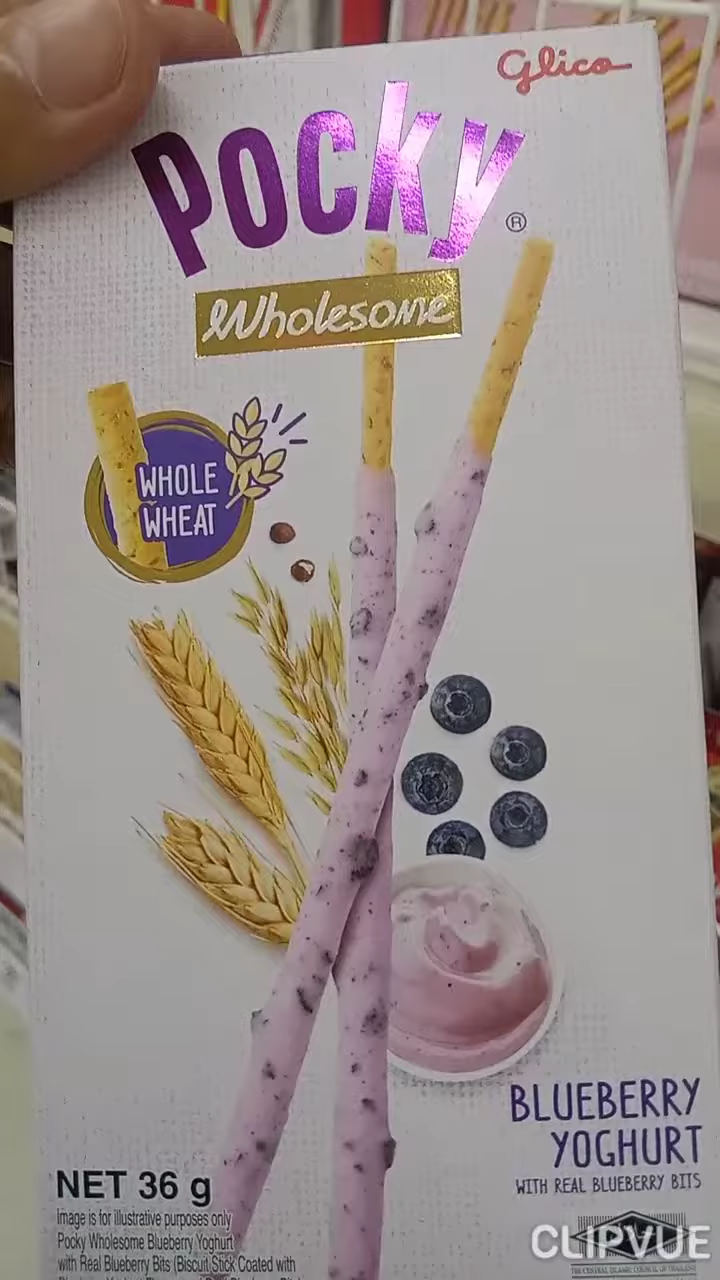 Glico
Pocky®
Wholesome
WHOLE
WHEAT
BLUEBERRY
YOGHURT
WITH REAL BLUEBERRY BITS
NET 36 g
Image is for illustrative purposes only
Pocky Wholesome Blueberry Yoghurt
with Real Blueberry Bits (Biscuit Stick Coated with
CLIPVUE
THE CENTRAL ISLAMIC COUNCIL OF THAILAND